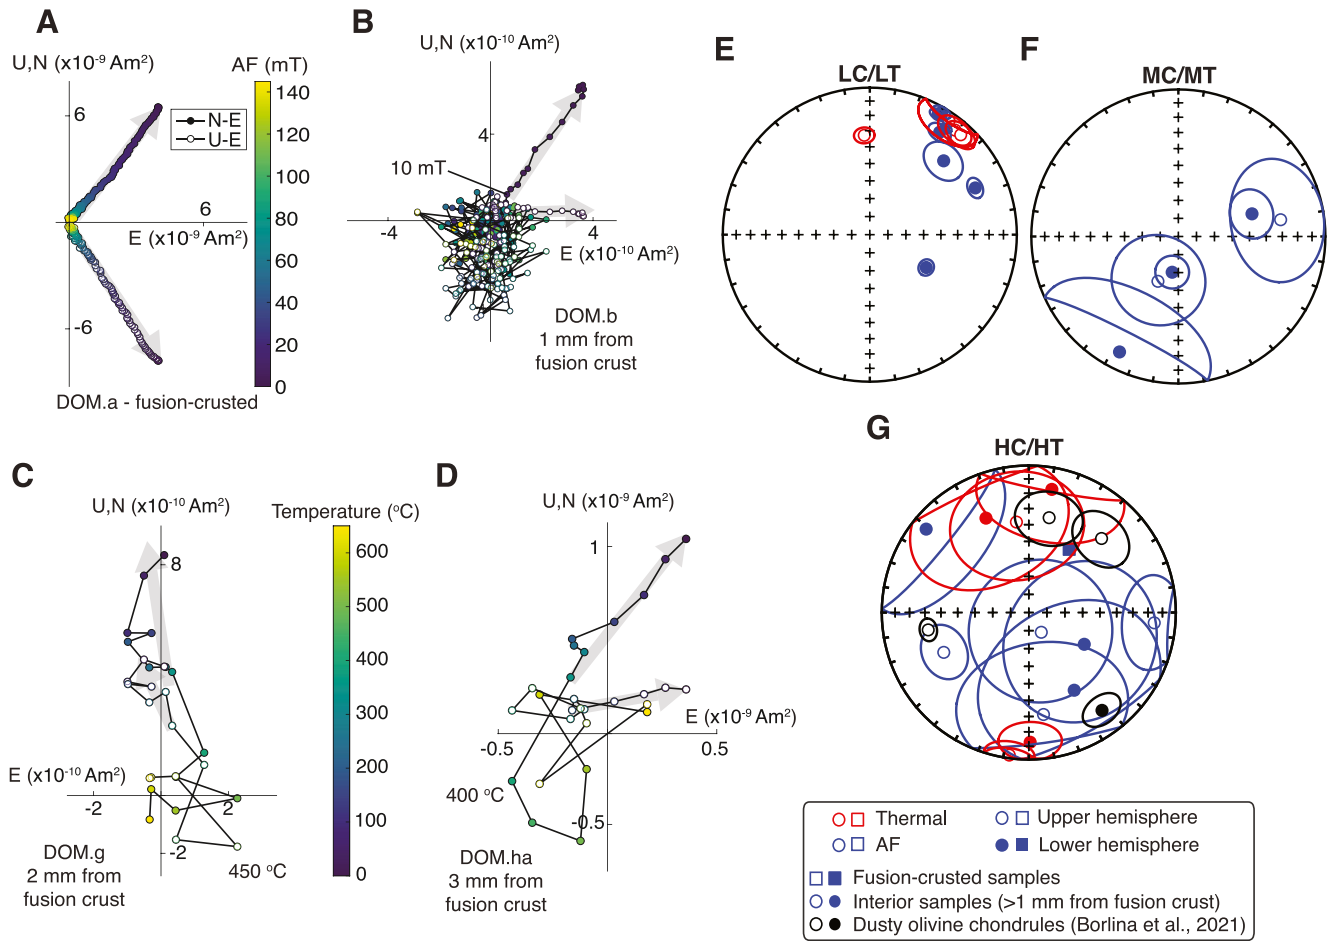 A
U,N (x10-9 Am2)
AF (mT)
6
N-E
U-E
6
E (x10-9 Am2)
-6
140
120
100
80
60
40
20
0
DOM.a - fusion-crusted
B
U,N (x10-10 Am2)
4
10 mT
-4
4
E (x10-10 Am2)
DOM.b
1 mm from
fusion crust
E
LC/LT
F
MC/MT
C
U,N (x10-10 Am2)
8
E (x10-10 Am2)
-2
2
-2
450 oC
DOM.g
2 mm from
fusion crust
Temperature (oC)
600
500
400
300
200
100
0
D
U,N (x10-9 Am2)
1
E (x10-9 Am2)
-0.5
0.5
400 oC
-0.5
DOM.ha
3 mm from
fusion crust
G
HC/HT
Thermal
Upper hemisphere
AF
Lower hemisphere
Fusion-crusted samples
Interior samples (>1 mm from fusion crust)
Dusty olivine chondrules (Borlina et al., 2021)